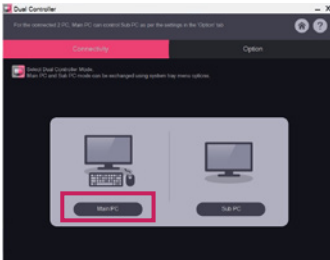 Dual Controller
For the connected 2 PC, Main PC can control Sub PC as per the settings in the 'Option' tab
Connectivity
Option
Select Dual Controller Mode.
Main PC and Sub PC mode can be exchanged using system tray menu options.
Main PC
Sub PC